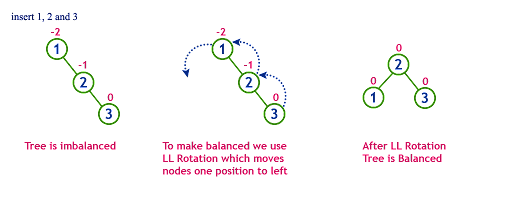 insert 1, 2 and 3
-2
1
-1
2
0
3
Tree is imbalanced
-2
1
-1
2
0
3
To make balanced we use
LL Rotation which moves
nodes one position to left
0
2
0 0
1 3
After LL Rotation
Tree is Balanced